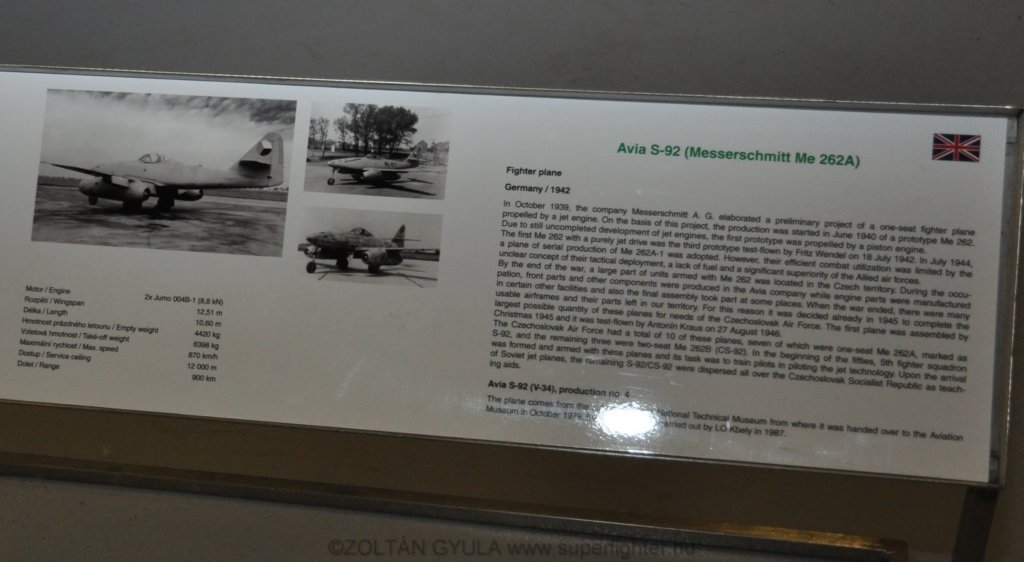 Avia S-92 (Messerschmitt Me 262A)
Fighter plane
Germany / 1942
In October 1939, the company Messerschmitt A. G. elaborated a preliminary project of a one-seat fighter plane
propelled by a jet engine. On the basis of this project, the production was started in June 1940 of a prototype Me 262.
Due to still uncompleted development of jet engines, the first prototype was propelled by a piston engine.
The first Me 262 with a purely jet drive was the third prototype test-flown by Fritz Wendel on 18 July 1942. In July 1944,
a plane of serial production of Me 262A-1 was adopted. However, their efficient combat utilization was limited by the
unclear concept of their tactical deployment, a lack of fuel and a significant superiority of the Allied air forces.
By the end of the war, a large part of units armed with Me 262 was located in the Czech territory. During the occu-
pation, front parts and other components were produced in the Avia company while engine parts were manufactured
in certain other facilities and also the final assembly took part at some places. When the war ended, there were many
usable airframes and their parts left in our territory. For this reason it was decided already in 1945 to complete the
largest possible quantity of these planes for needs of the Czechoslovak Air Force. The first plane was assembled by
Christmas 1945 and it was test-flown by Antonín Kraus on 27 August 1946.
The Czechoslovak Air Force had a total of 10 of these planes, seven of which were one-seat Me 262A, marked as
S-92, and the remaining three were two-seat Me 262B (CS-92). In the beginning of the fifties, 5th fighter squadron
was formed and armed with these planes and its task was to train pilots in piloting the jet technology. Upon the arrival
of Soviet jet planes, the remaining S-92/CS-92 were dispersed all over the Czechoslovak Socialist Republic as teach-
ing aids.
Avia S-92 (V-34), production no. 4
The plane comes from the National Technical Museum from where it was handed over to the Aviation
Museum in October 1979, carried out by LO Kbely in 1987.
Motor / Engine 2x Jumo 004B-1 (8,8 kN)
Rozpětí / Wingspan 12,51 m
Délka / Length 10,60 m
Hmotnost prázdného letounu / Empty weight 4420 kg
Vzletová hmotnost / Take-off weight 6398 kg
Maximální rychlost / Max. speed 870 km/h
Dostup / Service ceiling 12 000 m
Dolet / Range 900 km
©ZOLTÁN GYULA www.superfighter.hu